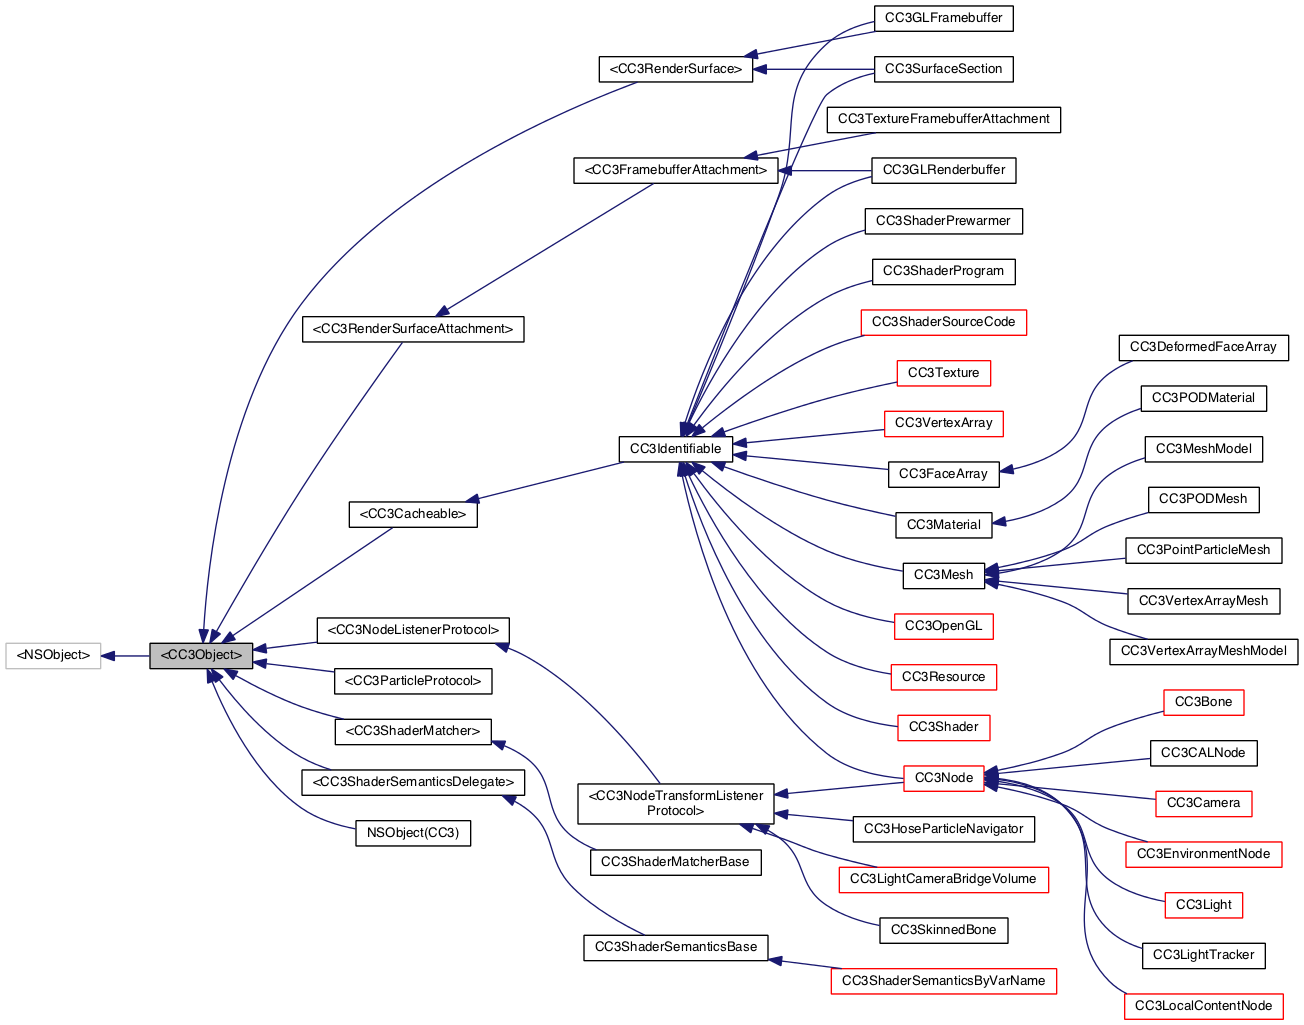 CC3GLFramebuffer
<CC3RenderSurface>
CC3SurfaceSection
CC3TextureFramebufferAttachment
<CC3FramebufferAttachment>
CC3GLRenderbuffer
CC3ShaderPrewarmer
CC3ShaderProgram
CC3ShaderSourceCode
<CC3RenderSurfaceAttachment>
CC3DeformedFaceArray
CC3Texture
CC3PODMaterial
CC3VertexArray
CC3Identifiable
CC3MeshModel
CC3FaceArray
CC3PODMesh
<CC3Cacheable>
CC3Material
CC3PointParticleMesh
CC3Mesh
CC3VertexArrayMesh
CC3OpenGL
<CC3NodeListenerProtocol>
CC3VertexArrayMeshModel
<NSObject>
<CC3Object>
CC3Resource
<CC3ParticleProtocol>
CC3Bone
CC3Shader
<CC3ShaderMatcher>
CC3CALNode
CC3Node
<CC3ShaderSemanticsDelegate>
<CC3NodeTransformListener
Protocol>
CC3Camera
CC3HoseParticleNavigator
NSObject(CC3)
CC3EnvironmentNode
CC3ShaderMatcherBase
CC3LightCameraBridgeVolume
CC3Light
CC3SkinnedBone
CC3ShaderSemanticsBase
CC3LightTracker
CC3ShaderSemanticsByVarName
CC3LocalContentNode